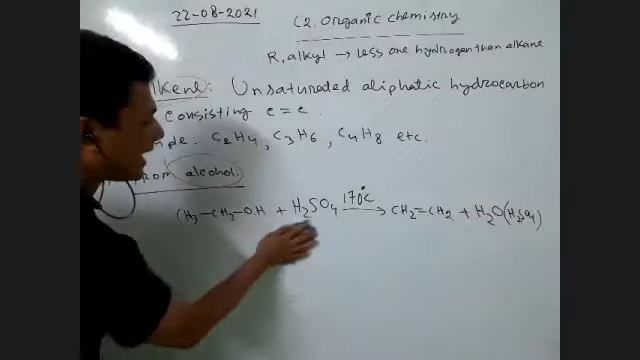 22-08-2021
C2. Organic chemistry
R, alkyl → Less one hydrogen than alkane
lkene: Unsaturated aliphatic hydrocarbon
consisting C=C.
mple: C2H4, C3H6, C4H8 etc.
From alcohol:
CH3-CH2-OH + H2SO4 170°C → CH2=CH2 + H2O(H2SO4)